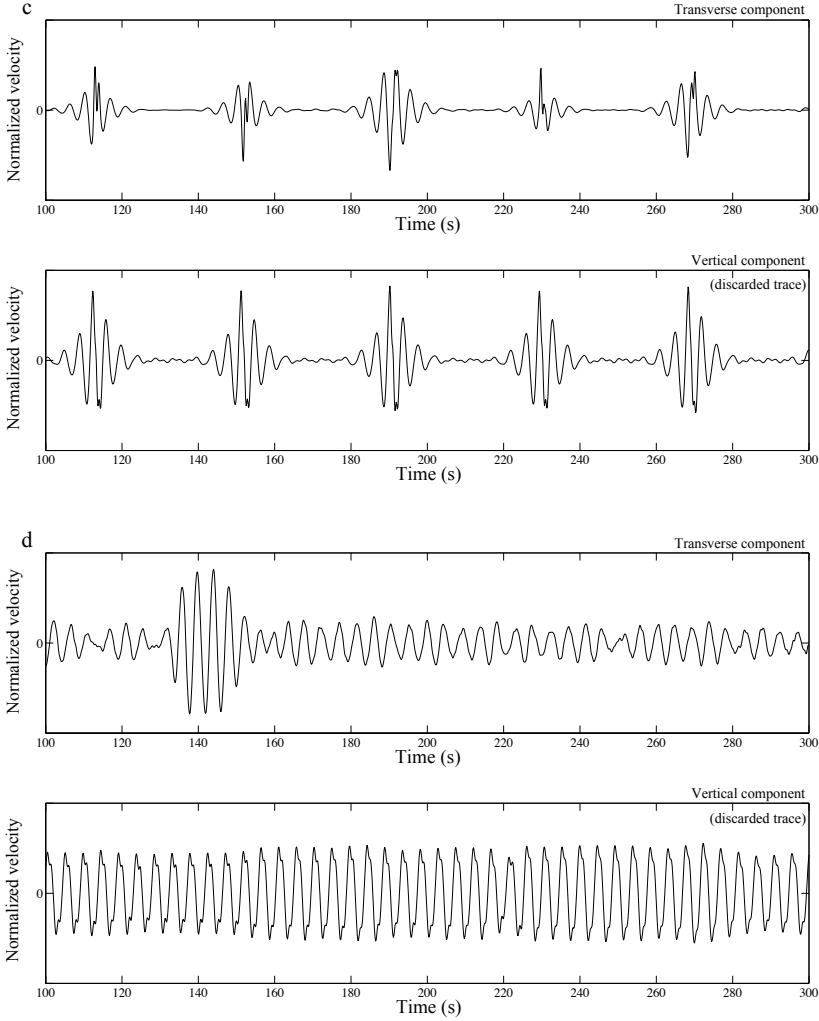 c
Transverse component
Normalized velocity
0
100 120 140 160 180 200 220 240 260 280 300
Time (s)
Vertical component
(discarded trace)
Normalized velocity
0
100 120 140 160 180 200 220 240 260 280 300
Time (s)
d
Transverse component
Normalized velocity
0
100 120 140 160 180 200 220 240 260 280 300
Time (s)
Vertical component
(discarded trace)
Normalized velocity
0
100 120 140 160 180 200 220 240 260 280 300
Time (s)